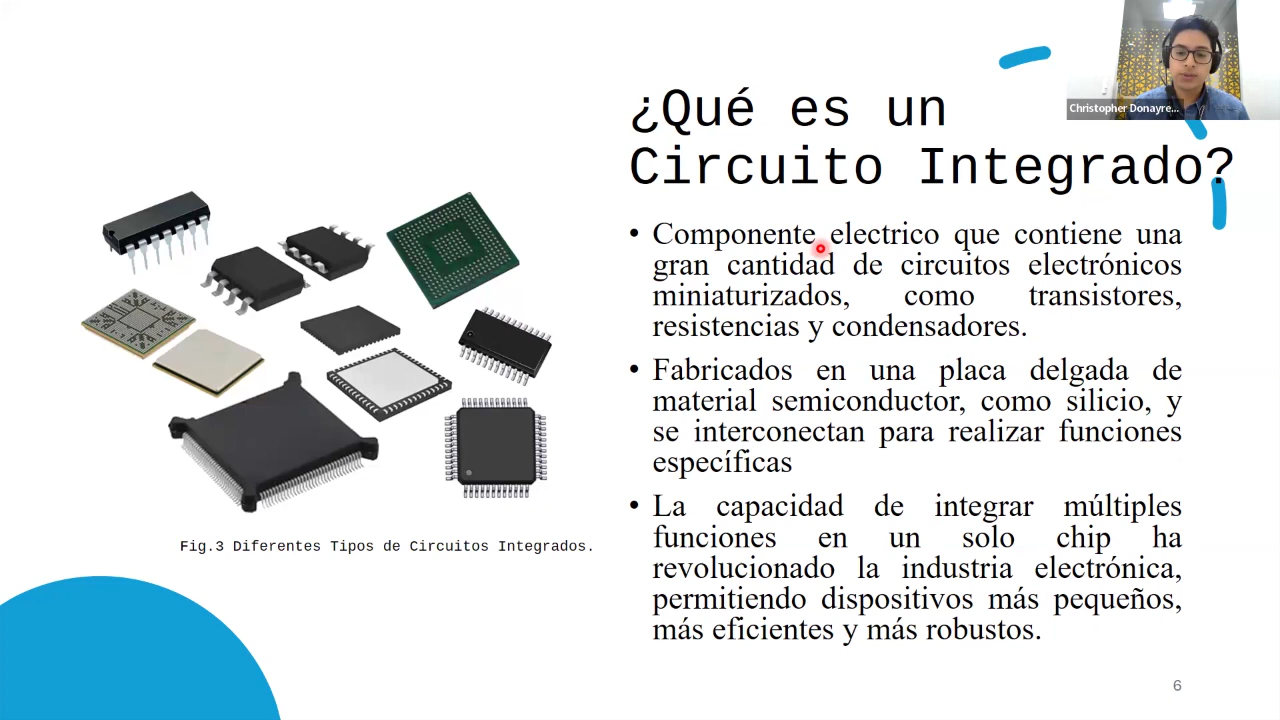 Christopher Donayre...
¿Qué es un
Circuito Integrado?
• Componente electrico que contiene una
gran cantidad de circuitos electrónicos
miniaturizados, como transistores,
resistencias y condensadores.
• Fabricados en una placa delgada de
material semiconductor, como silicio, y
se interconectan para realizar funciones
específicas
• La capacidad de integrar múltiples
funciones en un solo chip ha
revolucionado la industria electrónica,
permitiendo dispositivos más pequeños,
más eficientes y más robustos.
Fig.3 Diferentes Tipos de Circuitos Integrados.
6